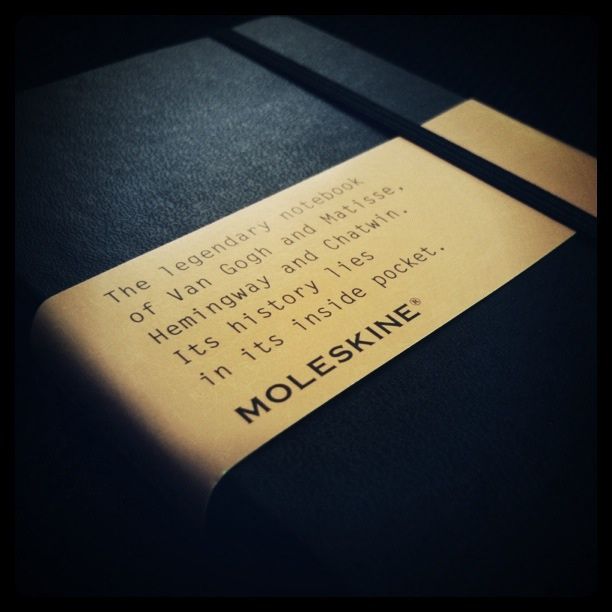 The legendary notebook
of Van Gogh and Matisse,
Hemingway and Chatwin.
Its history lies
in its inside pocket.
MOLESKINE®